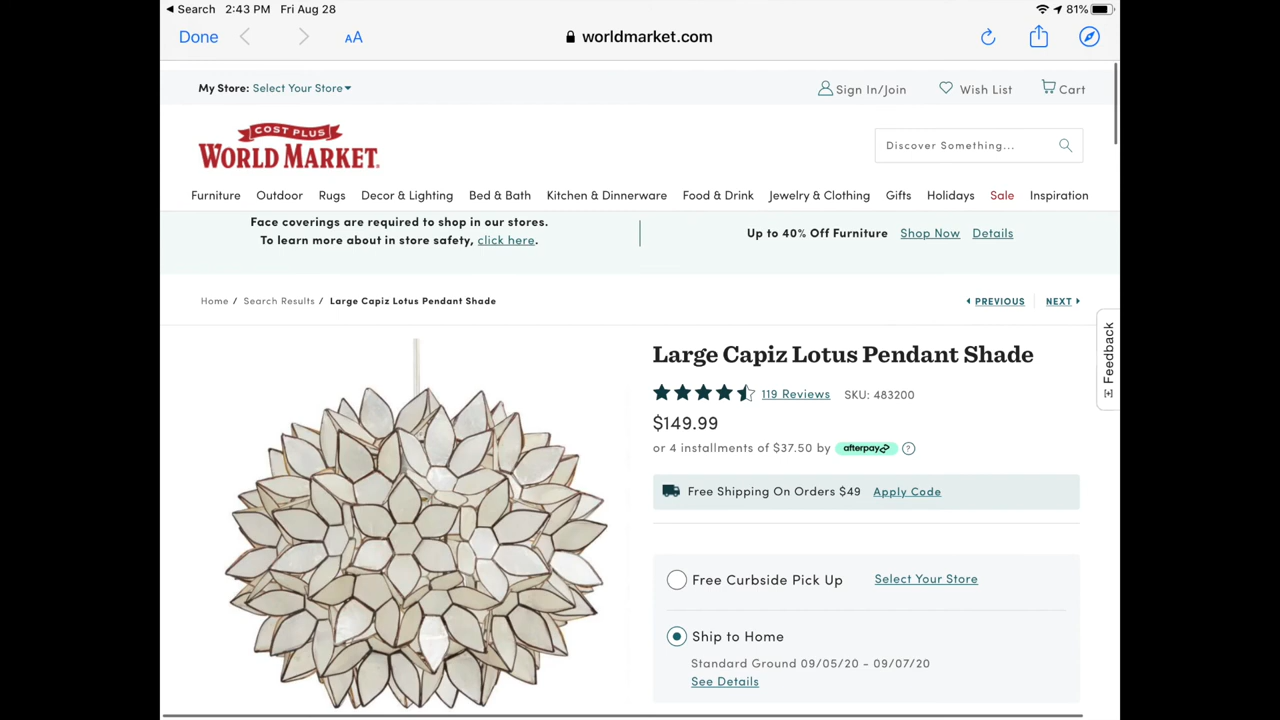 Search 2:43 PM Fri Aug 28 81%
Done AA worldmarket.com
My Store: Select Your Store Sign In/Join Wish List Cart
COST PLUS
WORLD MARKET. Discover Something...
Furniture Outdoor Rugs Decor & Lighting Bed & Bath Kitchen & Dinnerware Food & Drink Jewelry & Clothing Gifts Holidays Sale Inspiration
Face coverings are required to shop in our stores.
To learn more about in store safety, click here.
Up to 40% Off Furniture Shop Now Details
Home / Search Results / Large Capiz Lotus Pendant Shade PREVIOUS NEXT
Feedback
Large Capiz Lotus Pendant Shade
119 Reviews SKU: 483200
$149.99
or 4 installments of $37.50 by afterpay ?
Free Shipping On Orders $49 Apply Code
Free Curbside Pick Up Select Your Store
Ship to Home
Standard Ground 09/05/20 - 09/07/20
See Details